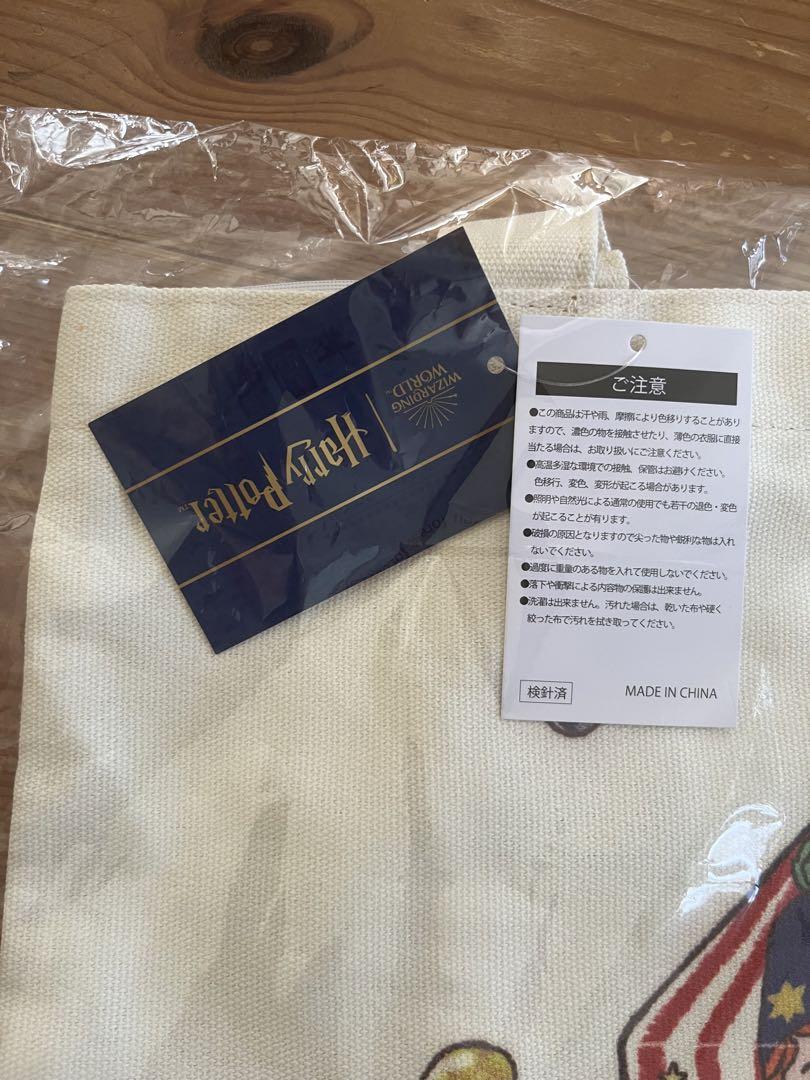 WIZARDING
WORLD™
Harry Potter™
ご注意
●この商品は汗や雨、摩擦により色移りすることがあり
ますので、濃色の物を接触させたり、薄色の衣服に直接
当たる場合は、お取り扱いにご注意ください。
●高温多湿な環境での接触、保管はお避けください。
色移行、変色、変形が起こる場合があります。
●照明や自然光による通常の使用でも若干の退色・変色
が起こることが有ります。
●破損の原因となりますので尖った物や鋭利な物は入れ
ないでください。
●過度に重量のある物を入れて使用しないでください。
●落下や衝撃による内容物の保護は出来ません。
●洗濯は出来ません。汚れた場合は、乾いた布や硬く
絞った布で汚れを拭き取ってください。
検針済
MADE IN CHINA